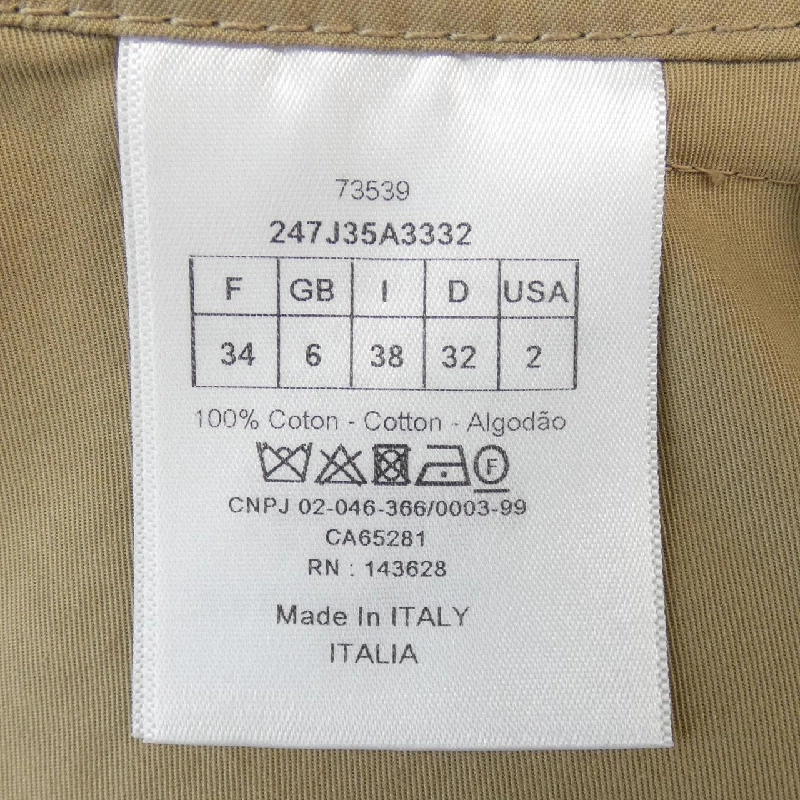 73539
247J35A3332
F GB I D USA
34 6 38 32 2
100% Coton - Cotton - Algodão
F
CNPJ 02-046-366/0003-99
CA65281
RN : 143628
Made In ITALY
ITALIA